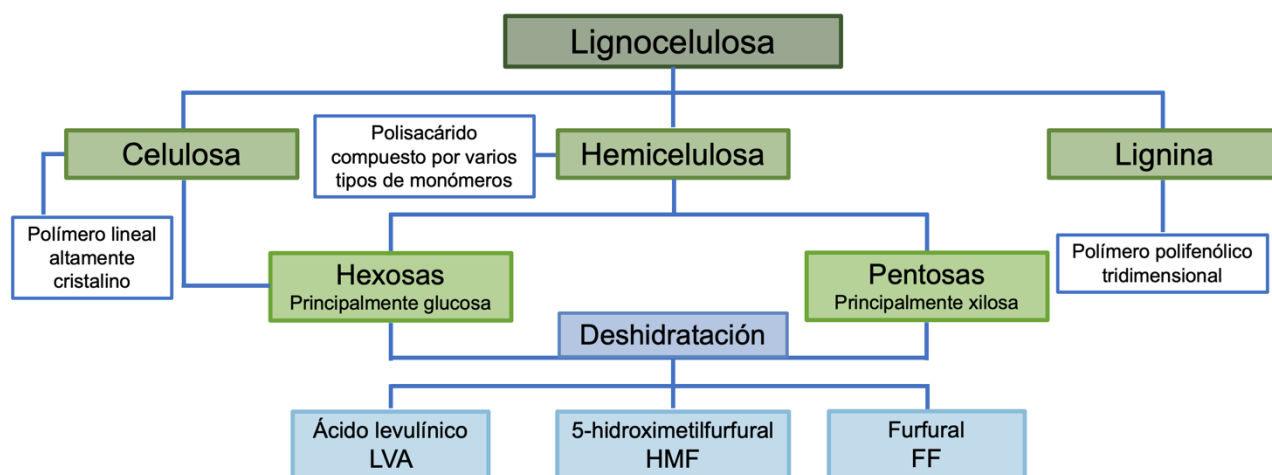 Lignocelulosa
Celulosa
Polisacárido
compuesto por varios
tipos de monómeros
Hemicelulosa
Lignina
Polímero lineal
altamente
cristalino
Hexosas
Principalmente glucosa
Pentosas
Principalmente xilosa
Polímero polifenólico
tridimensional
Deshidratación
Ácido levulínico
LVA
5-hidroximetilfurfural
HMF
Furfural
FF